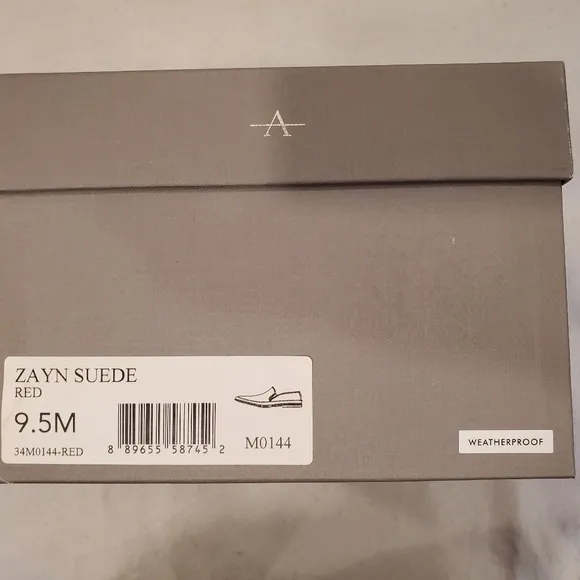 A
ZAYN SUEDE
RED
9.5M
34M0144-RED
8 89655 58745 2
M0144
WEATHERPROOF